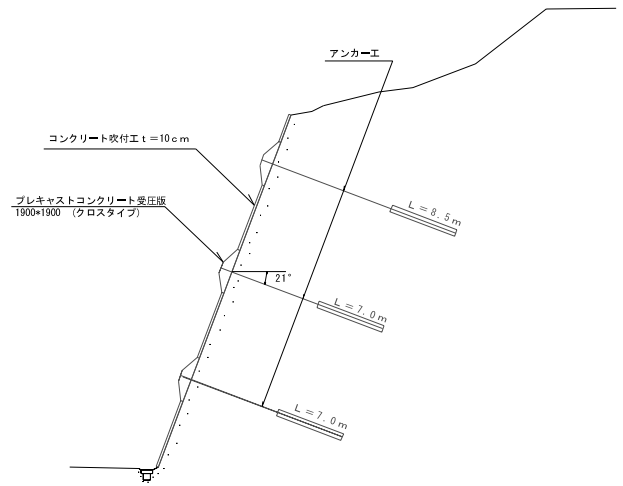 アンカー工
コンクリート吹付工 t=10cm
L=8.5m
プレキャストコンクリート受圧版
1900*1900 (クロスタイプ)
21°
L=7.0m
L=7.0m